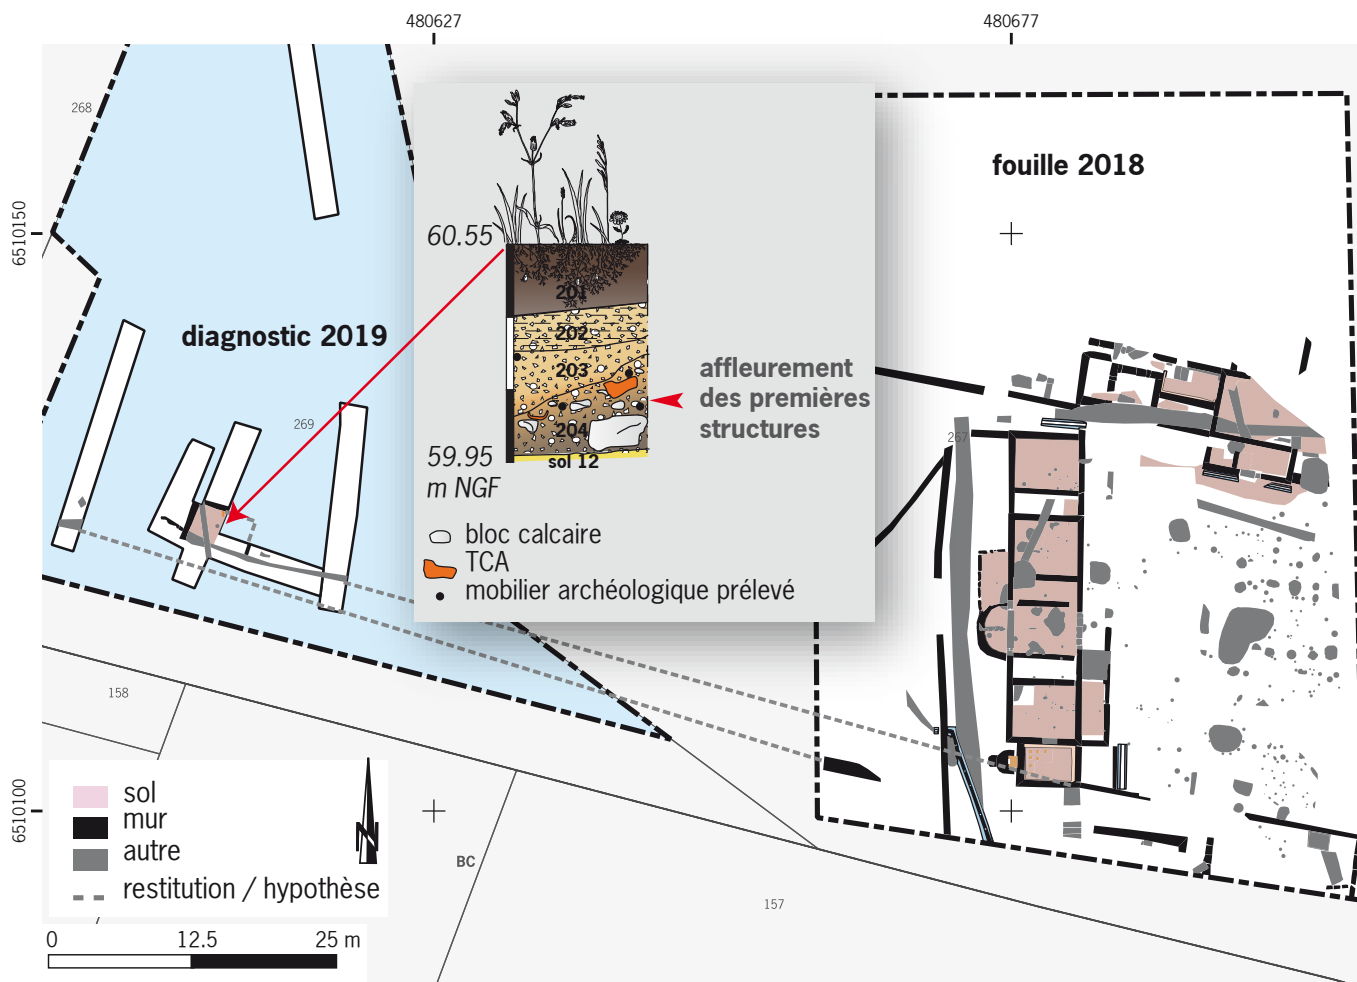 480627
480677
268
fouille 2018
6510150
60.55
201
202
diagnostic 2019
203
affleurement
des premières
structures
269
204
267
59.95
sol 12
m NGF
bloc calcaire
TCA
mobilier archéologique prélevé
158
6510100
sol
mur
autre
restitution / hypothèse
BC
157
0 12.5 25 m